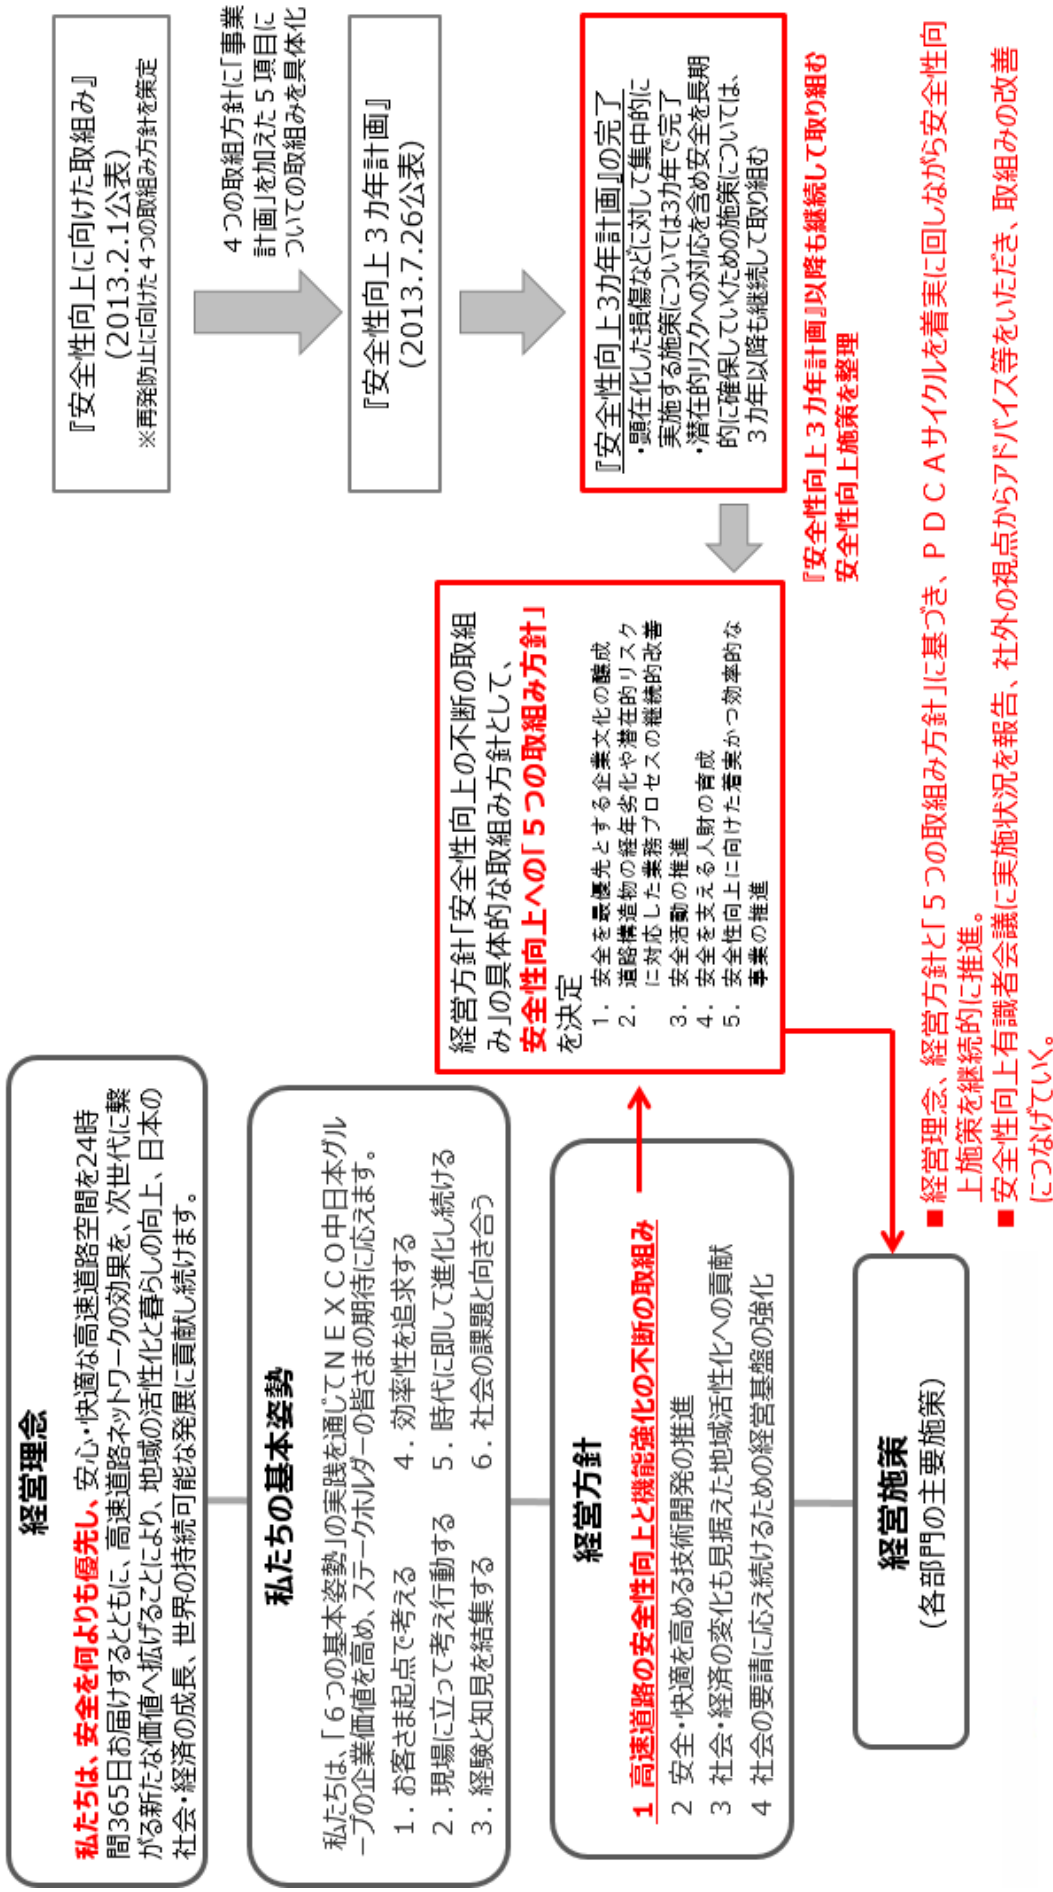 経営理念
私たちは、安全を何よりも優先し、安心・快適な高速道路空間を24時
間365日お届けするとともに、高速道路ネットワークの効果を、次世代に繋
がる新たな価値へ拡げることにより、地域の活性化と暮らしの向上、日本の
社会・経済の成長、世界の持続可能な発展に貢献し続けます。
私たちの基本姿勢
私たちは、「６つの基本姿勢」の実践を通じてＮＥＸＣＯ中日本グル
ープの企業価値を高め、ステークホルダーの皆さまの期待に応えます。
１．お客さま起点で考える
２．現場に立って考え行動する
３．経験と知見を結集する
４．効率性を追求する
５．時代に即して進化し続ける
６．社会の課題と向き合う
経営方針
１ 高速道路の安全性向上と機能強化の不断の取組み
２ 安全・快適を高める技術開発の推進
３ 社会・経済の変化も見据えた地域活性化への貢献
４ 社会の要請に応え続けるための経営基盤の強化
経営施策
（各部門の主要施策）
『安全性向上に向けた取組み』
（2013.2.1公表）
※再発防止に向けた４つの取組み方針を策定
４つの取組方針に「事業
計画」を加えた５項目に
ついての取組みを具体化
『安全性向上３カ年計画』
（2013.7.26公表）
『安全性向上3カ年計画』の完了
・顕在化した損傷などに対して集中的に
実施する施策については3カ年で完了
・潜在的リスクへの対応を含め安全を長期
的に確保していくための施策については、
３カ年以降も継続して取り組む
『安全性向上３カ年計画』以降も継続して取り組む
安全性向上施策を整理
経営方針「安全性向上の不断の取組
み」の具体的な取組み方針として、
安全性向上への「５つの取組み方針」
を決定
１．安全を最優先とする企業文化の醸成
２．道路構造物の経年劣化や潜在的リスク
に対応した業務プロセスの継続的改善
３．安全活動の推進
４．安全を支える人財の育成
５．安全性向上に向けた着実かつ効率的な
事業の推進
■経営理念、経営方針と「５つの取組み方針」に基づき、ＰＤＣＡサイクルを着実に回しながら安全性向
上施策を継続的に推進。
■安全性向上有識者会議に実施状況を報告、社外の視点からアドバイス等をいただき、取組みの改善
につなげていく。